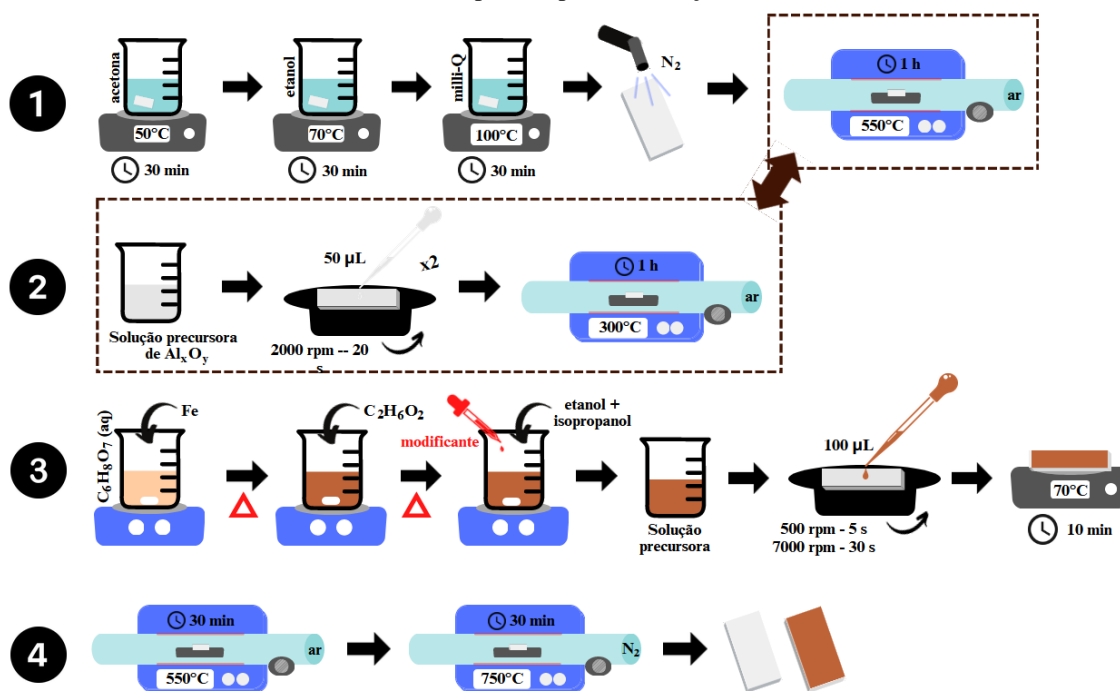 1
acetona
50°C
30 min
etanol
70°C
30 min
milli-Q
100°C
30 min
N2
1 h
ar
550°C
2
Solução precursora
de AlxOy
50 µL
x2
2000 rpm -- 20
s
1 h
ar
300°C
3
C6H8O7 (aq)
Fe
C2H6O2
modificante
etanol +
isopropanol
Solução
precursora
100 µL
500 rpm - 5 s
7000 rpm - 30 s
70°C
10 min
4
30 min
ar
550°C
30 min
N2
750°C